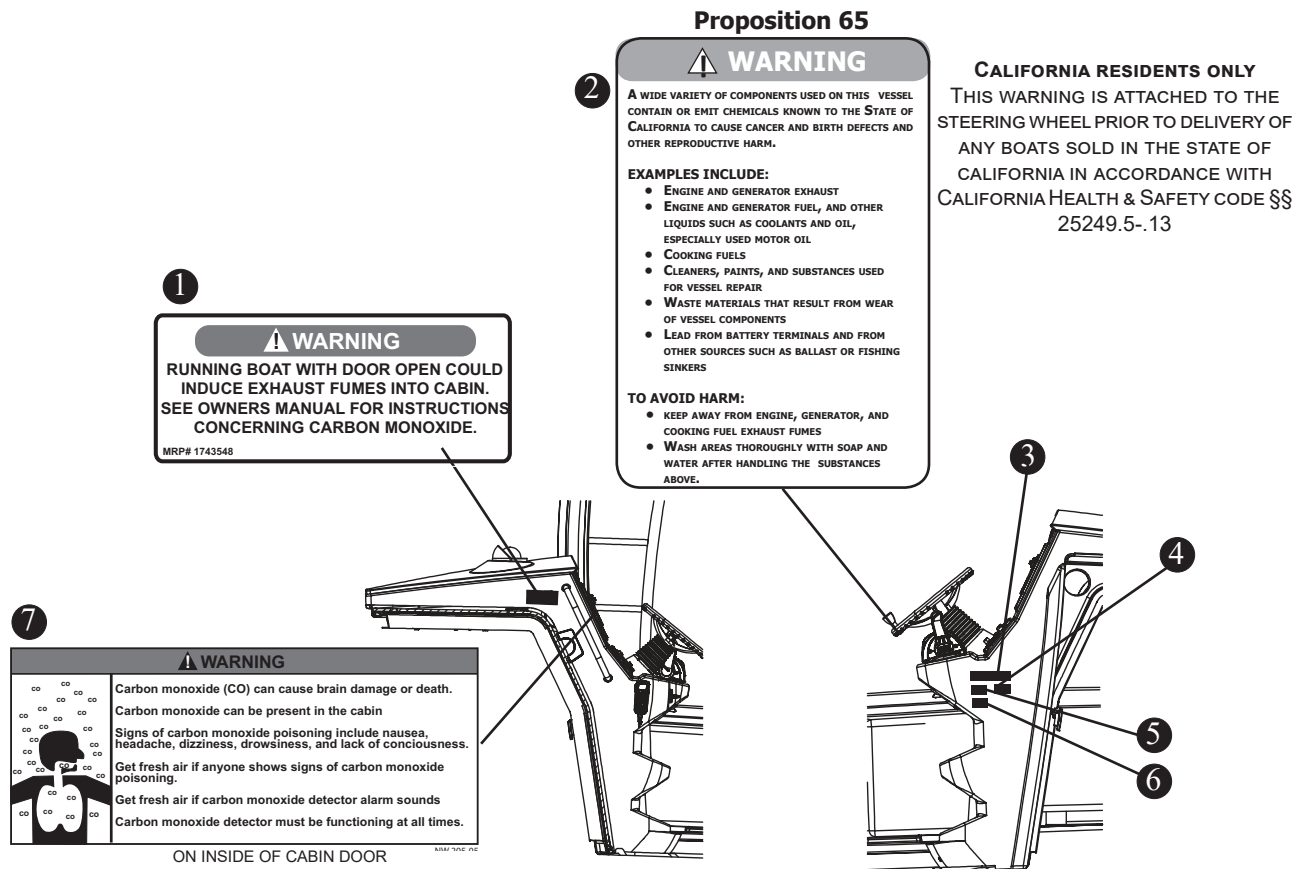 Proposition 65
2
WARNING
A WIDE VARIETY OF COMPONENTS USED ON THIS VESSEL
CONTAIN OR EMIT CHEMICALS KNOWN TO THE STATE OF
CALIFORNIA TO CAUSE CANCER AND BIRTH DEFECTS AND
OTHER REPRODUCTIVE HARM.
EXAMPLES INCLUDE:
• ENGINE AND GENERATOR EXHAUST
• ENGINE AND GENERATOR FUEL, AND OTHER
LIQUIDS SUCH AS COOLANTS AND OIL,
ESPECIALLY USED MOTOR OIL
• COOKING FUELS
• CLEANERS, PAINTS, AND SUBSTANCES USED
FOR VESSEL REPAIR
• WASTE MATERIALS THAT RESULT FROM WEAR
OF VESSEL COMPONENTS
• LEAD FROM BATTERY TERMINALS AND FROM
OTHER SOURCES SUCH AS BALLAST OR FISHING
SINKERS
TO AVOID HARM:
• KEEP AWAY FROM ENGINE, GENERATOR, AND
COOKING FUEL EXHAUST FUMES
• WASH AREAS THOROUGHLY WITH SOAP AND
WATER AFTER HANDLING THE SUBSTANCES
ABOVE.
CALIFORNIA RESIDENTS ONLY
THIS WARNING IS ATTACHED TO THE
STEERING WHEEL PRIOR TO DELIVERY OF
ANY BOATS SOLD IN THE STATE OF
CALIFORNIA IN ACCORDANCE WITH
CALIFORNIA HEALTH & SAFETY CODE §§
25249.5-.13
1
WARNING
RUNNING BOAT WITH DOOR OPEN COULD
INDUCE EXHAUST FUMES INTO CABIN.
SEE OWNERS MANUAL FOR INSTRUCTIONS
CONCERNING CARBON MONOXIDE.
MRP# 1743548
3
4
5
6
7
WARNING
Carbon monoxide (CO) can cause brain damage or death.
Carbon monoxide can be present in the cabin
Signs of carbon monoxide poisoning include nausea,
headache, dizziness, drowsiness, and lack of conciousness.
Get fresh air if anyone shows signs of carbon monoxide
poisoning.
Get fresh air if carbon monoxide detector alarm sounds
Carbon monoxide detector must be functioning at all times.
ON INSIDE OF CABIN DOOR